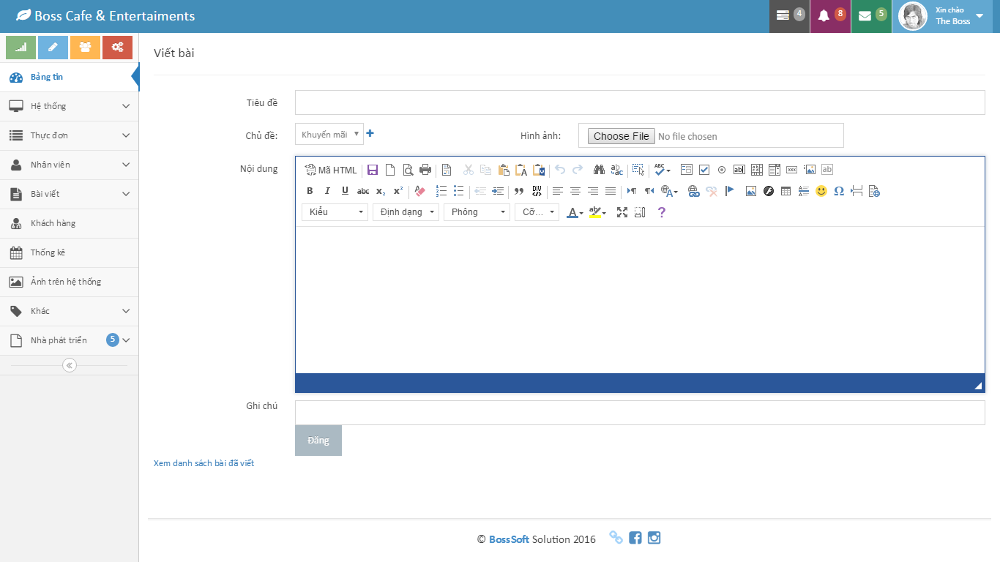 Boss Cafe & Entertaiments
4
8
5
Xin chào
The Boss
Bảng tin
Hệ thống
Thực đơn
Nhân viên
Bài viết
Khách hàng
Thống kê
Ảnh trên hệ thống
Khác
Nhà phát triển 5
Viết bài
Tiêu đề
Chủ đề: Khuyến mãi Hình ảnh: Choose File No file chosen
Nội dung
Mã HTML
Kiểu Định dạng Phông Cỡ...
Ghi chú
Đăng
Xem danh sách bài đã viết
© BossSoft Solution 2016